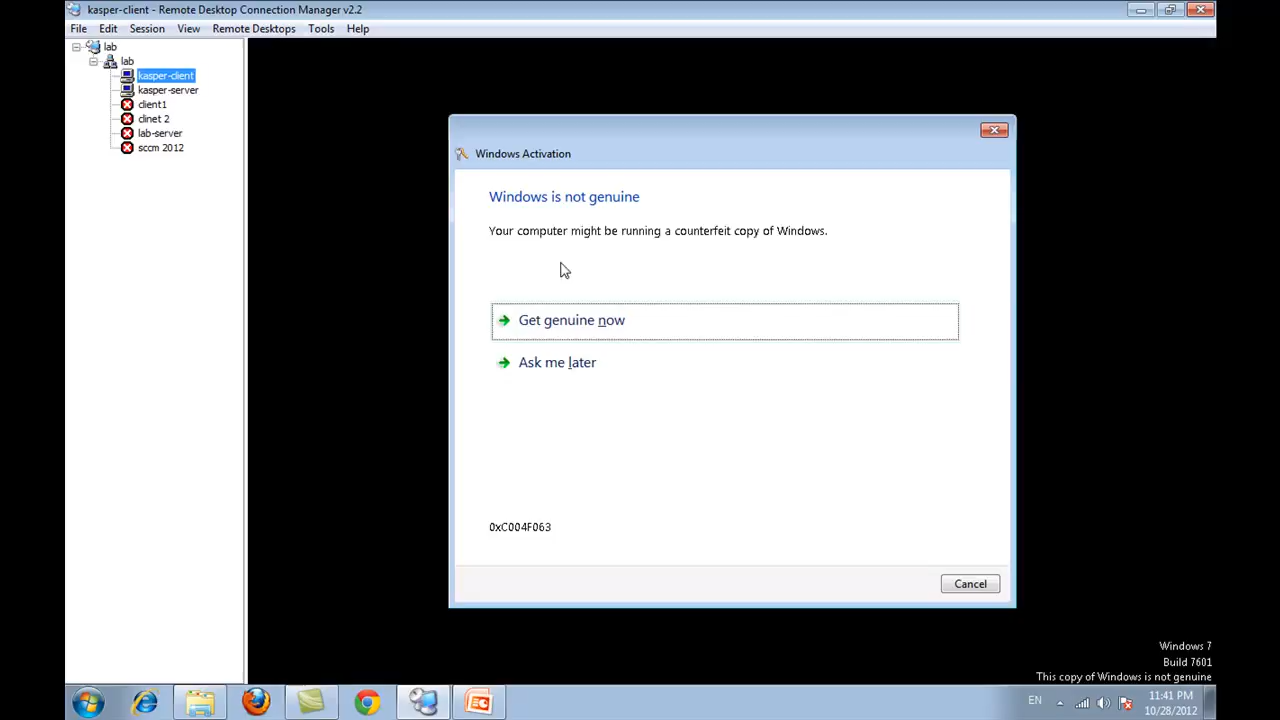 kasper-client - Remote Desktop Connection Manager v2.2
File Edit Session View Remote Desktops Tools Help
lab
lab
kasper-client
kasper-server
client1
clinet 2
lab-server
sccm 2012
Windows Activation
Windows is not genuine
Your computer might be running a counterfeit copy of Windows.
Get genuine now
Ask me later
0xC004F063
Cancel
Windows 7
Build 7601
This copy of Windows is not genuine
EN
11:41 PM
10/28/2012